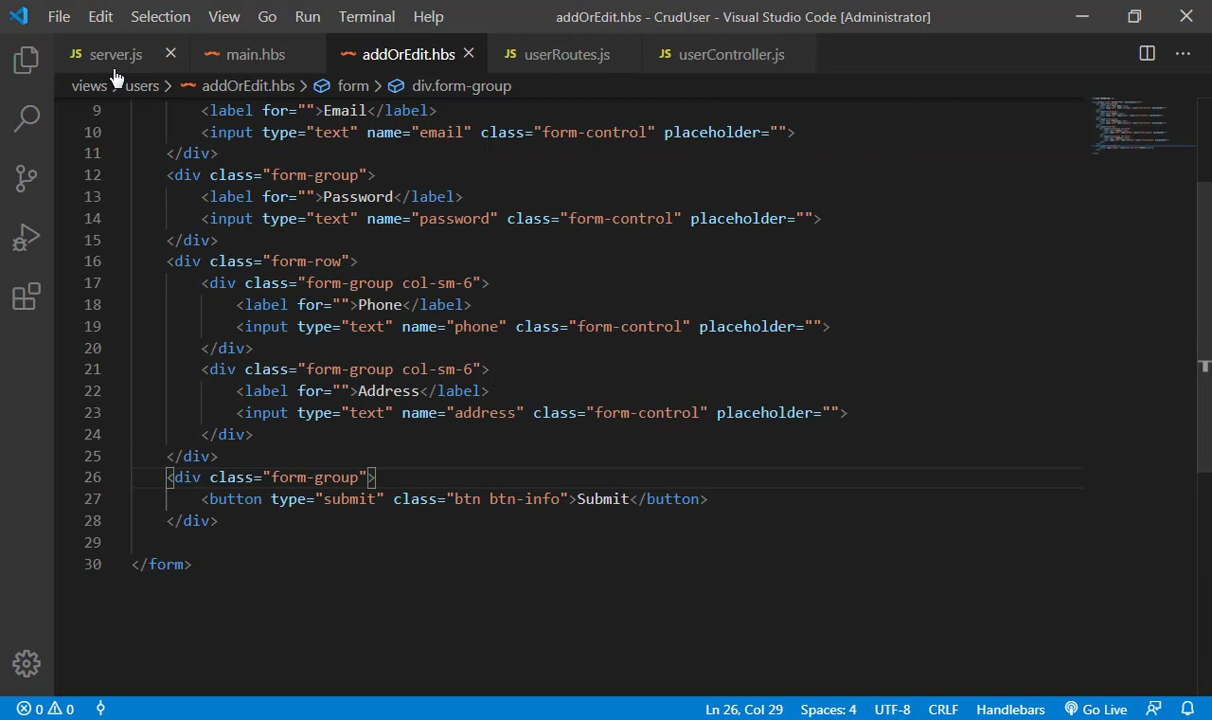 File Edit Selection View Go Run Terminal Help addOrEdit.hbs - CrudUser - Visual Studio Code [Administrator]
JS server.js main.hbs addOrEdit.hbs JS userRoutes.js JS userController.js
views > users > addOrEdit.hbs > form > div.form-group
9 <label for="">Email</label>
10 <input type="text" name="email" class="form-control" placeholder="">
11 </div>
12 <div class="form-group">
13 <label for="">Password</label>
14 <input type="text" name="password" class="form-control" placeholder="">
15 </div>
16 <div class="form-row">
17 <div class="form-group col-sm-6">
18 <label for="">Phone</label>
19 <input type="text" name="phone" class="form-control" placeholder="">
20 </div>
21 <div class="form-group col-sm-6">
22 <label for="">Address</label>
23 <input type="text" name="address" class="form-control" placeholder="">
24 </div>
25 </div>
26 <div class="form-group">
27 <button type="submit" class="btn btn-info">Submit</button>
28 </div>
29
30 </form>
0 0 Ln 26, Col 29 Spaces: 4 UTF-8 CRLF Handlebars Go Live